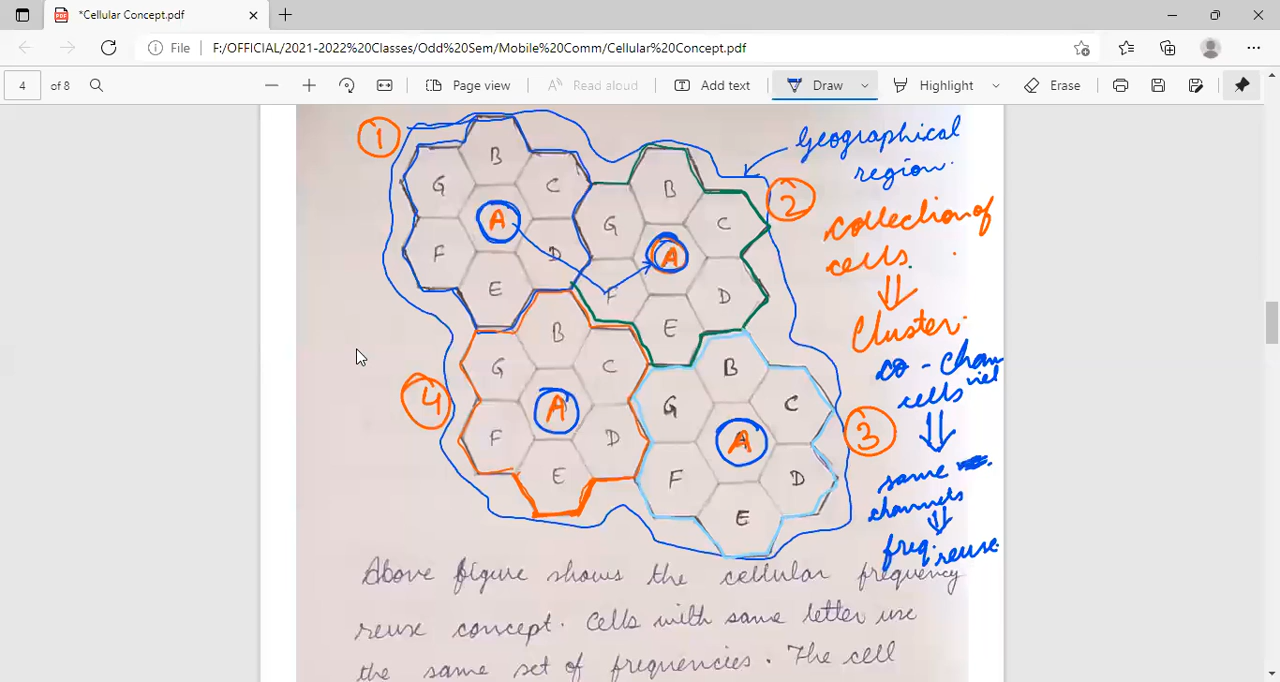 *Cellular Concept.pdf
File F:/OFFICIAL/2021-2022%20Classes/Odd%20Sem/Mobile%20Comm/Cellular%20Concept.pdf
4 of 8 Page view Read aloud Add text Draw Highlight Erase
1
Geographical
region.
2
collection of
cells.
Cluster.
co-channel
cells
same
channels
freq. reuse
B
G C
A
F D
E
B
G C
A
F D
E
4
B
G C
A
F D
E
3
B
G C
A
F D
E
Above figure shows the cellular frequency
reuse concept. Cells with same letter use
the same set of frequencies. The cell